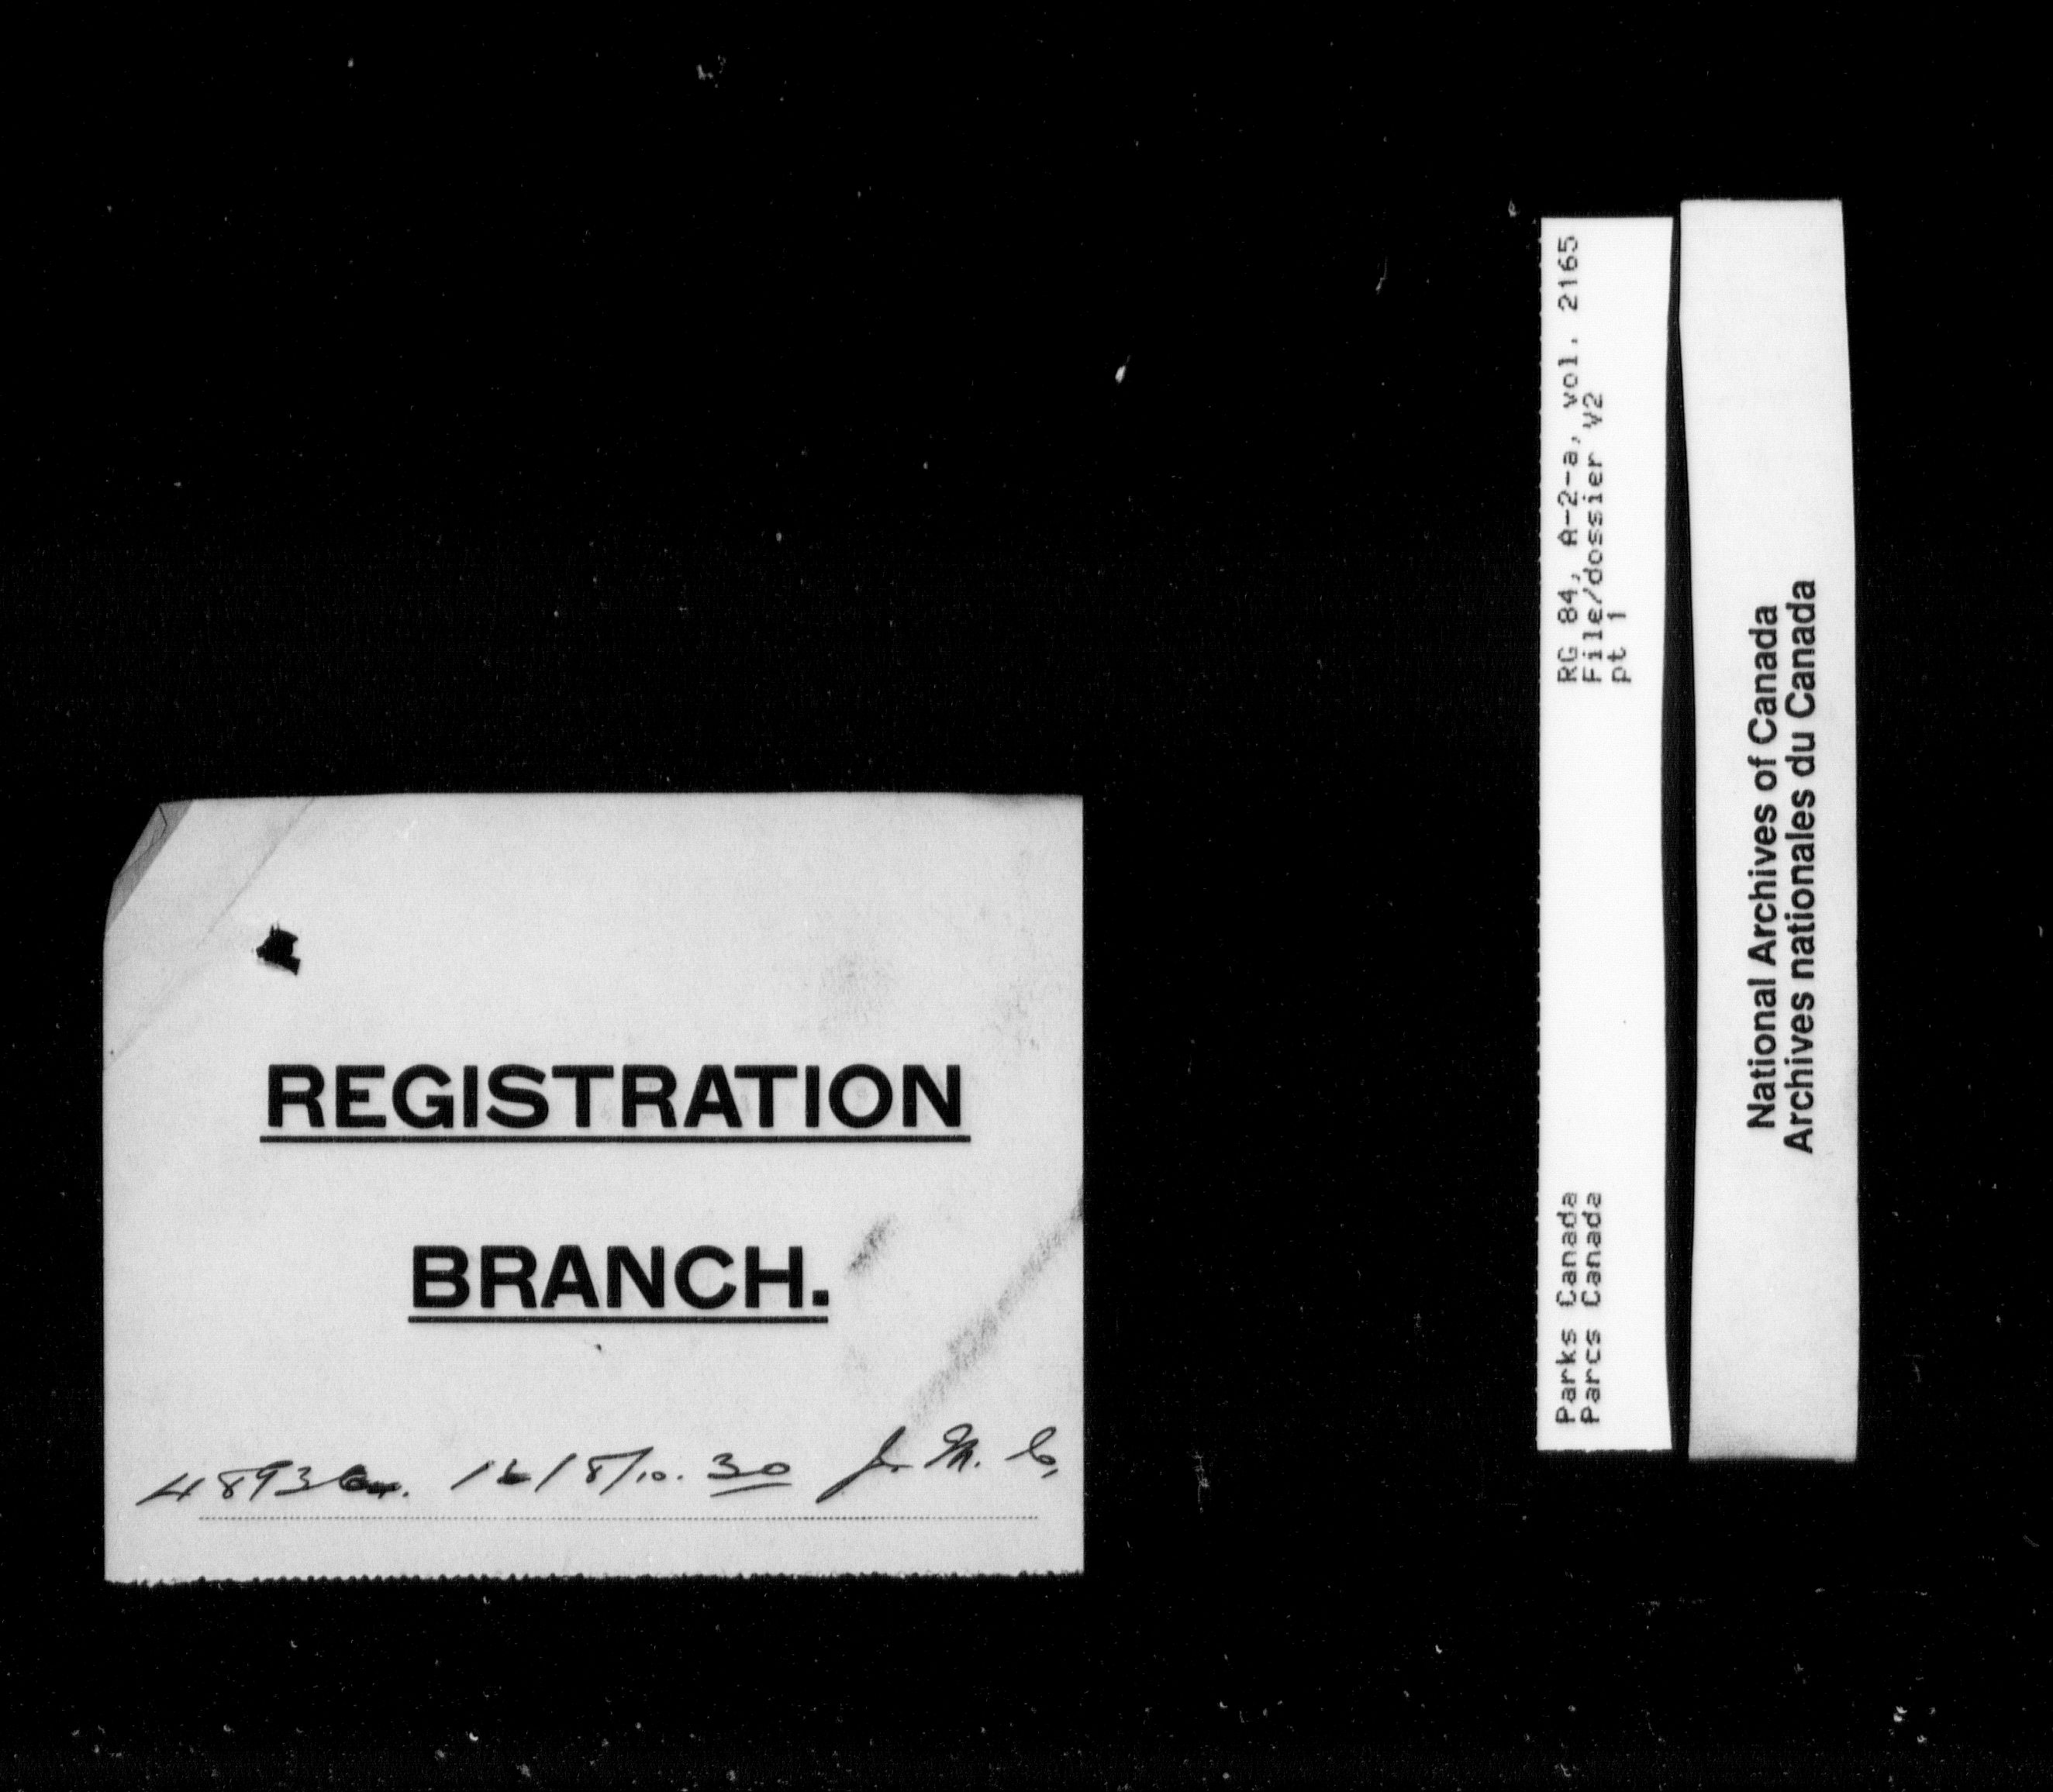 REGISTRATION
BRANCH.
30 J. M.
Parks Canada
Parcs Canada
RG 84, A-2-a, vol. 2165
File/dossier V2
pt 1
National Archives of Canada
Archives nationales du Canada